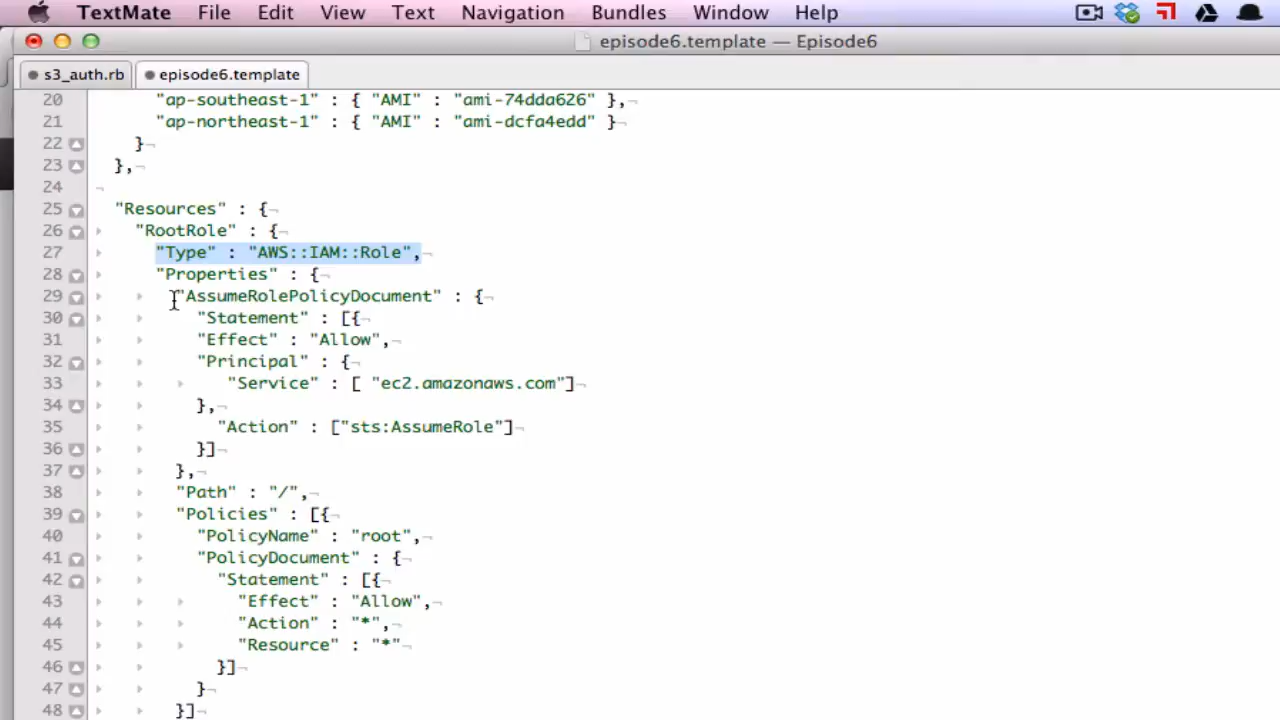 TextMate File Edit View Text Navigation Bundles Window Help
episode6.template — Episode6
s3_auth.rb episode6.template
20 "ap-southeast-1" : { "AMI" : "ami-74dda626" },¬
21 "ap-northeast-1" : { "AMI" : "ami-dcfa4edd" }¬
22 }¬
23 },¬
24 ¬
25 "Resources" : {¬
26 "RootRole" : {¬
27 "Type" : "AWS::IAM::Role",¬
28 "Properties" : {¬
29 "AssumeRolePolicyDocument" : {¬
30 "Statement" : [{¬
31 "Effect" : "Allow",¬
32 "Principal" : {¬
33 "Service" : [ "ec2.amazonaws.com"]¬
34 },¬
35 "Action" : ["sts:AssumeRole"]¬
36 }]¬
37 },¬
38 "Path" : "/",¬
39 "Policies" : [{¬
40 "PolicyName" : "root",¬
41 "PolicyDocument" : {¬
42 "Statement" : [{¬
43 "Effect" : "Allow",¬
44 "Action" : "*",¬
45 "Resource" : "*"¬
46 }]¬
47 }¬
48 }]¬